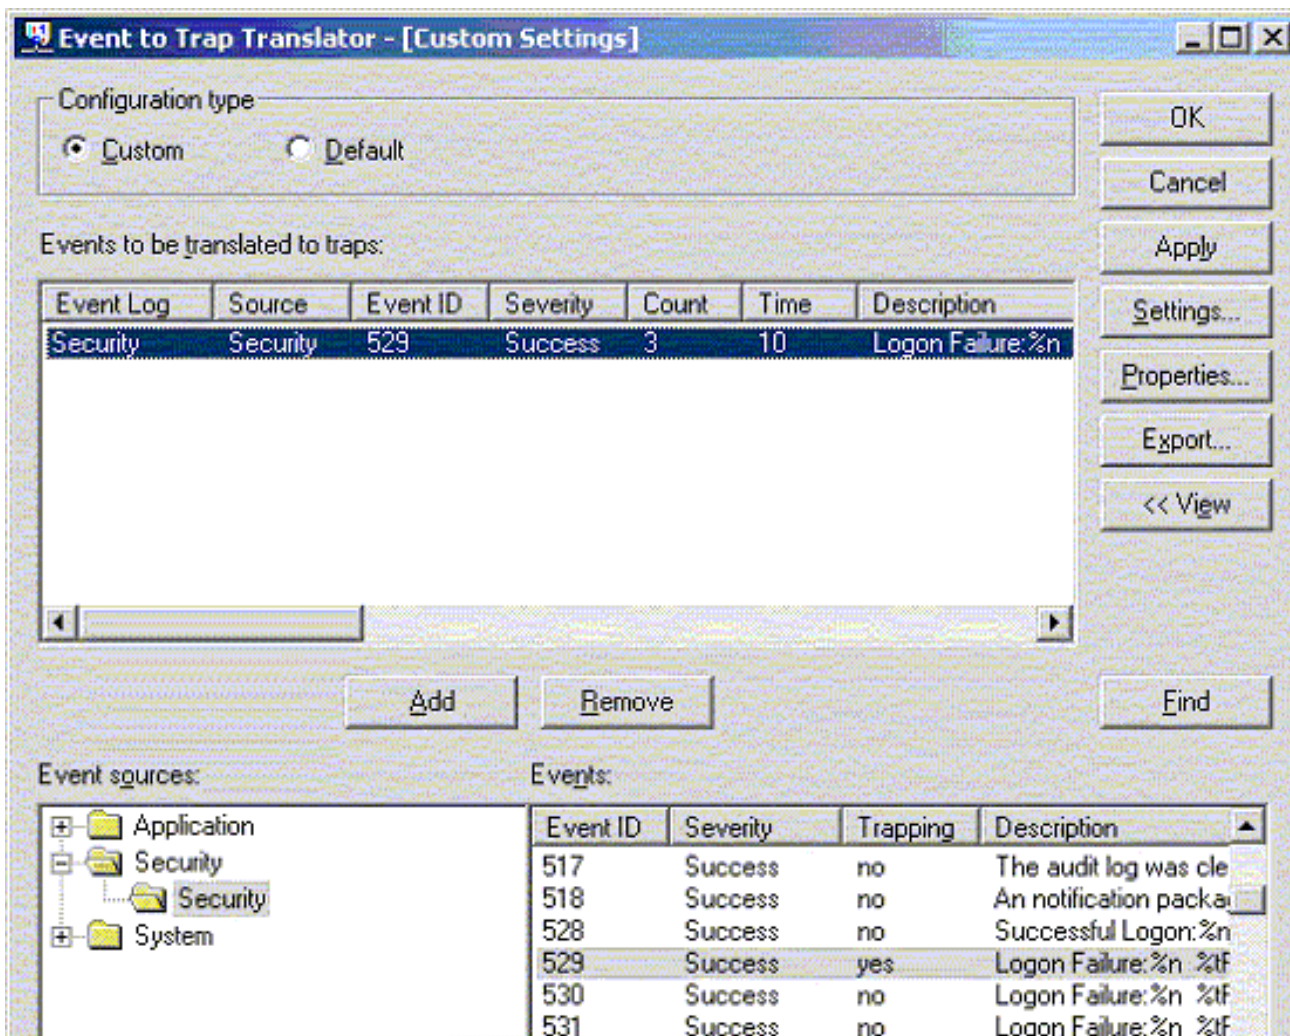 Event to Trap Translator - [Custom Settings]
Configuration type
Custom Default
OK
Cancel
Events to be translated to traps:
Apply
Event Log Source Event ID Severity Count Time Description
Settings...
Security Security 529 Success 3 10 Logon Failure:%n
Properties...
Export...
<< View
Add Remove Find
Event sources: Events:
Application
Security
Security
System
Event ID Severity Trapping Description
517 Success no The audit log was cle
518 Success no An notification packa
528 Success no Successful Logon:%n
529 Success yes Logon Failure:%n %tF
530 Success no Logon Failure:%n %tF
531 Success no Logon Failure:%n %tF